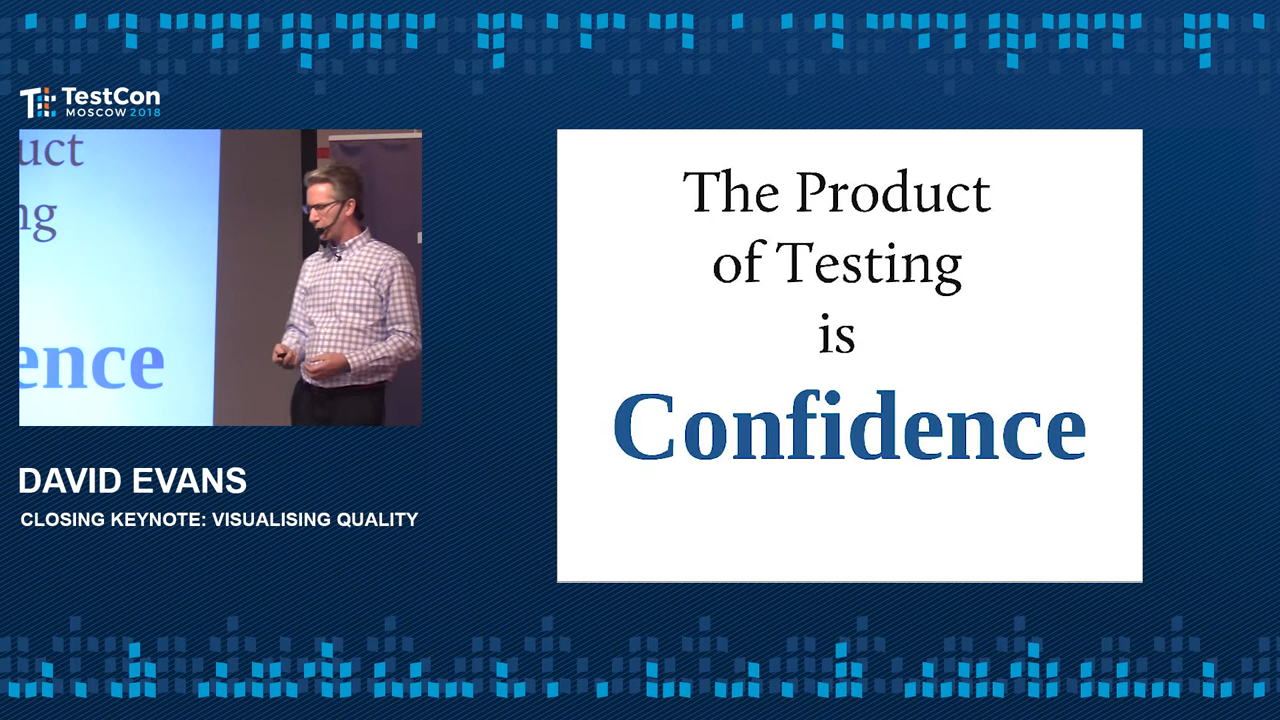 TestCon
MOSCOW 2018
uct
ng
ence
DAVID EVANS
CLOSING KEYNOTE: VISUALISING QUALITY
The Product
of Testing
is
Confidence